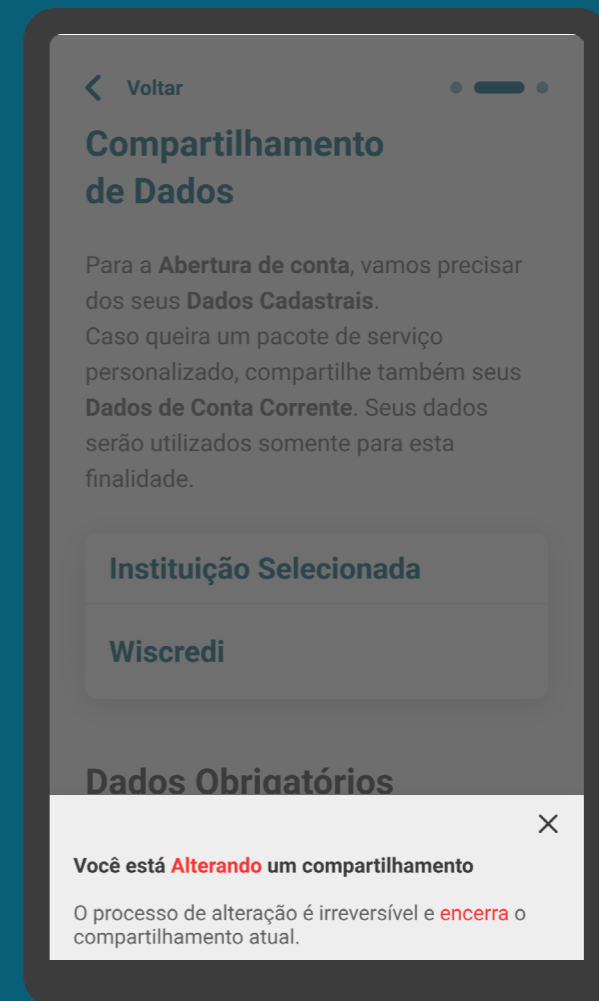 Voltar
Compartilhamento
de Dados
Para a Abertura de conta, vamos precisar
dos seus Dados Cadastrais.
Caso queira um pacote de serviço
personalizado, compartilhe também seus
Dados de Conta Corrente. Seus dados
serão utilizados somente para esta
finalidade.
Instituição Selecionada
Wiscredi
Dados Obrigatórios
Você está Alterando um compartilhamento
O processo de alteração é irreversível e encerra o
compartilhamento atual.